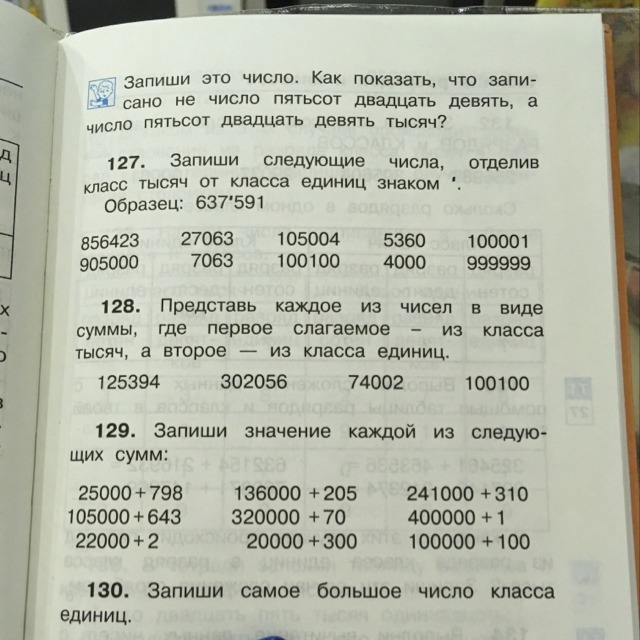 Запиши это число. Как показать, что запи-
сано не число пятьсот двадцать девять, а
число пятьсот двадцать девять тысяч?
127. Запиши следующие числа, отделив
класс тысяч от класса единиц знаком ʹ.
Образец: 637ʹ591
856423 27063 105004 5360 100001
905000 7063 100100 4000 999999
128. Представь каждое из чисел в виде
суммы, где первое слагаемое – из класса
тысяч, а второе — из класса единиц.
125394 302056 74002 100100
129. Запиши значение каждой из следую-
щих сумм:
25000 + 798 136000 + 205 241000 + 310
105000 + 643 320000 + 70 400000 + 1
22000 + 2 20000 + 300 100000 + 100
130. Запиши самое большое число класса
единиц.